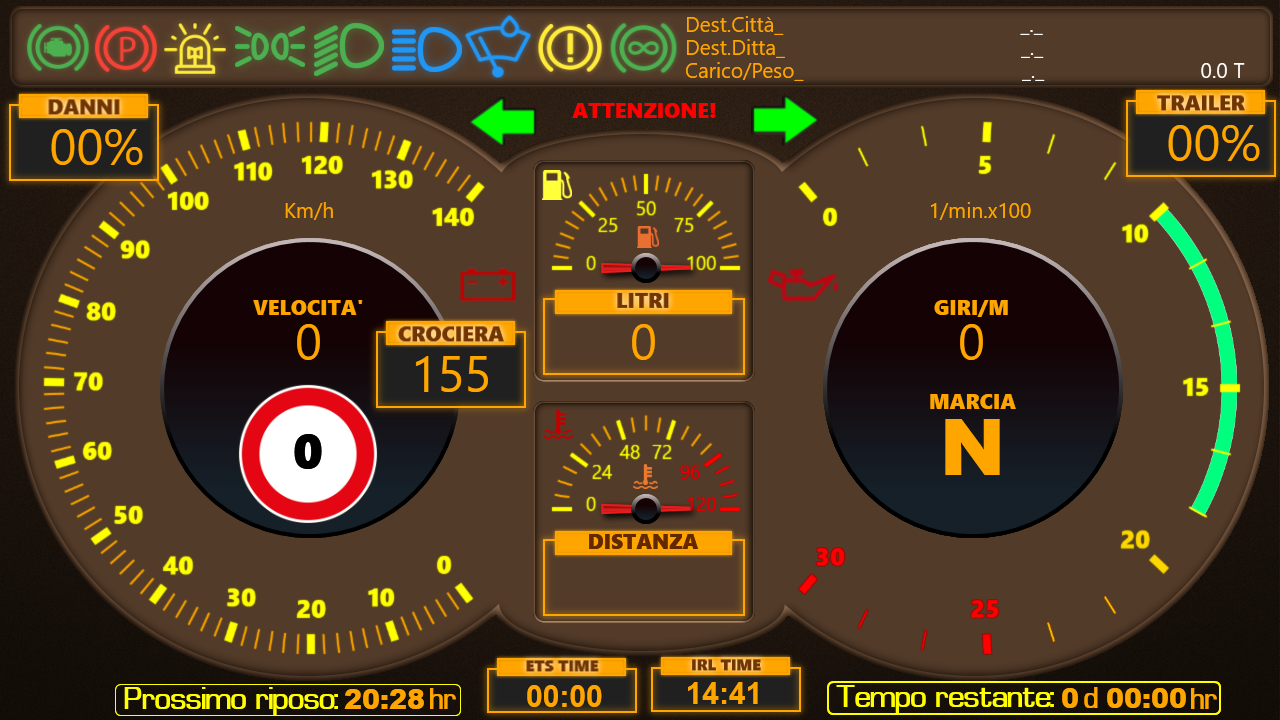 P
Dest.Città_ _._
Dest.Ditta_ _._
Carico/Peso_ _._ 0.0 T
DANNI
00%
ATTENZIONE!
TRAILER
00%
Km/h
0
10
20
30
40
50
60
70
80
90
100
110
120
130
140
VELOCITA'
0
CROCIERA
155
0
0
25
50
75
100
LITRI
0
0
24
48
72
96
120
DISTANZA
1/min.x100
0
5
10
15
20
25
30
GIRI/M
0
MARCIA
N
Prossimo riposo: 20:28 hr
ETS TIME
00:00
IRL TIME
14:41
Tempo restante: 0 d 00:00 hr